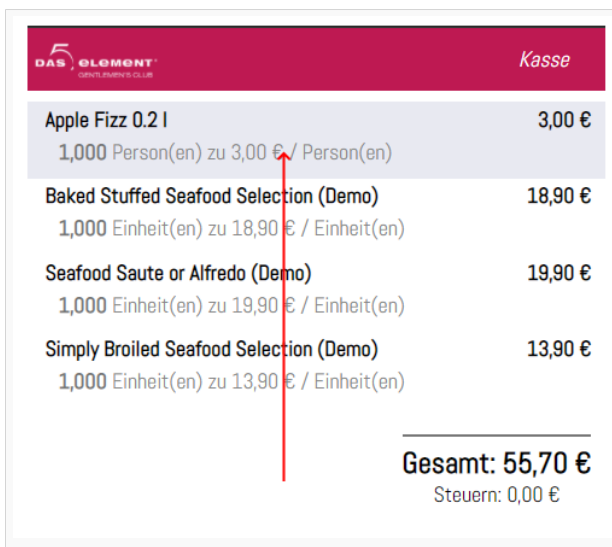 DAS 5 ELEMENT
GENTLEMEN'S CLUB
Kasse
Apple Fizz 0.2 l 3,00 €
1,000 Person(en) zu 3,00 € / Person(en)
Baked Stuffed Seafood Selection (Demo) 18,90 €
1,000 Einheit(en) zu 18,90 € / Einheit(en)
Seafood Saute or Alfredo (Demo) 19,90 €
1,000 Einheit(en) zu 19,90 € / Einheit(en)
Simply Broiled Seafood Selection (Demo) 13,90 €
1,000 Einheit(en) zu 13,90 € / Einheit(en)
Gesamt: 55,70 €
Steuern: 0,00 €